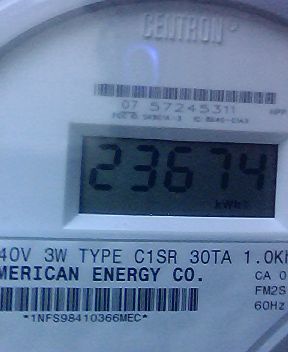 CENTRON
07 57245311
23674
kWh
40V 3W TYPE C1SR 30TA 1.0K
MERICAN ENERGY CO.
CA 0
FM2S
60Hz
*1NFS98410366MEC*